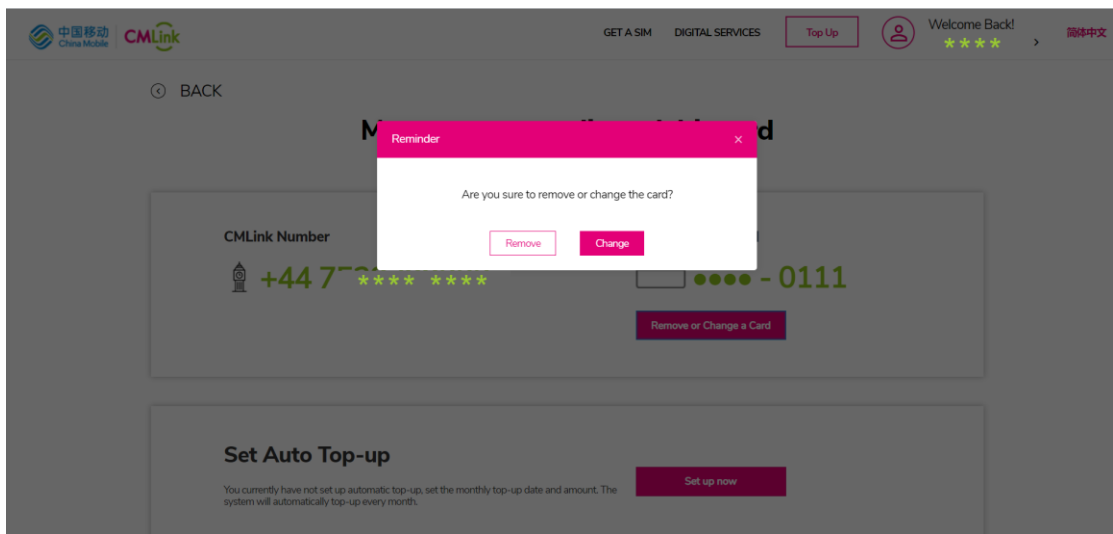 中国移动
China Mobile
CMLink
GET A SIM
DIGITAL SERVICES
Top Up
Welcome Back!
****
简体中文
BACK
Reminder
×
Are you sure to remove or change the card?
Remove
Change
CMLink Number
+44 7
**** ****
●●●● - 0111
Remove or Change a Card
Set Auto Top-up
You currently have not set up automatic top-up, set the monthly top-up date and amount. The
system will automatically top-up every month.
Set up now